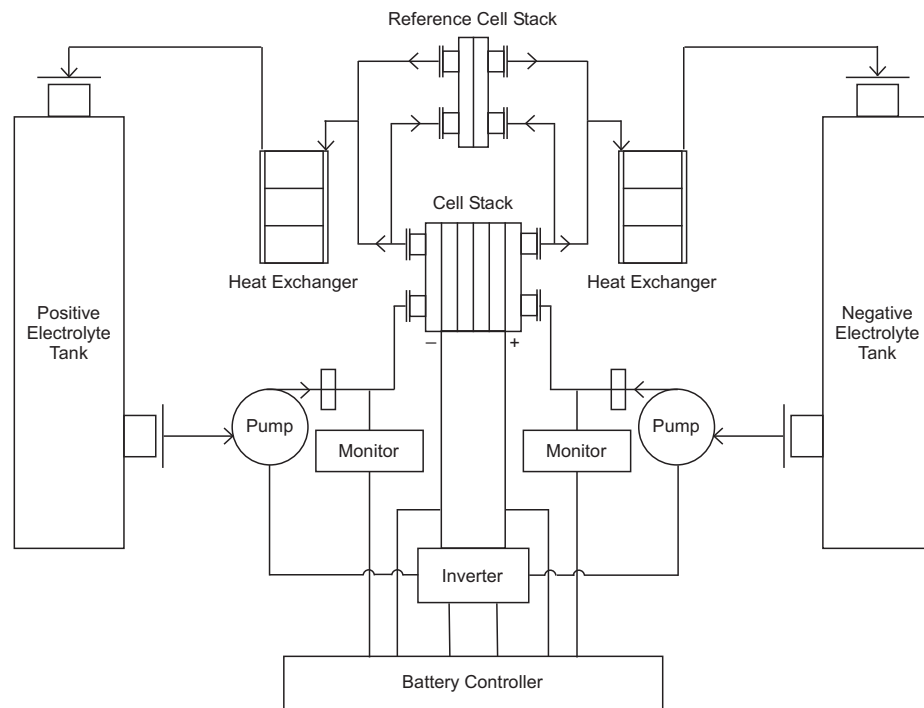 Reference Cell Stack
Cell Stack
Heat Exchanger
Heat Exchanger
Positive
Electrolyte
Tank
Negative
Electrolyte
Tank
– +
Pump
Monitor
Monitor
Pump
Inverter
Battery Controller